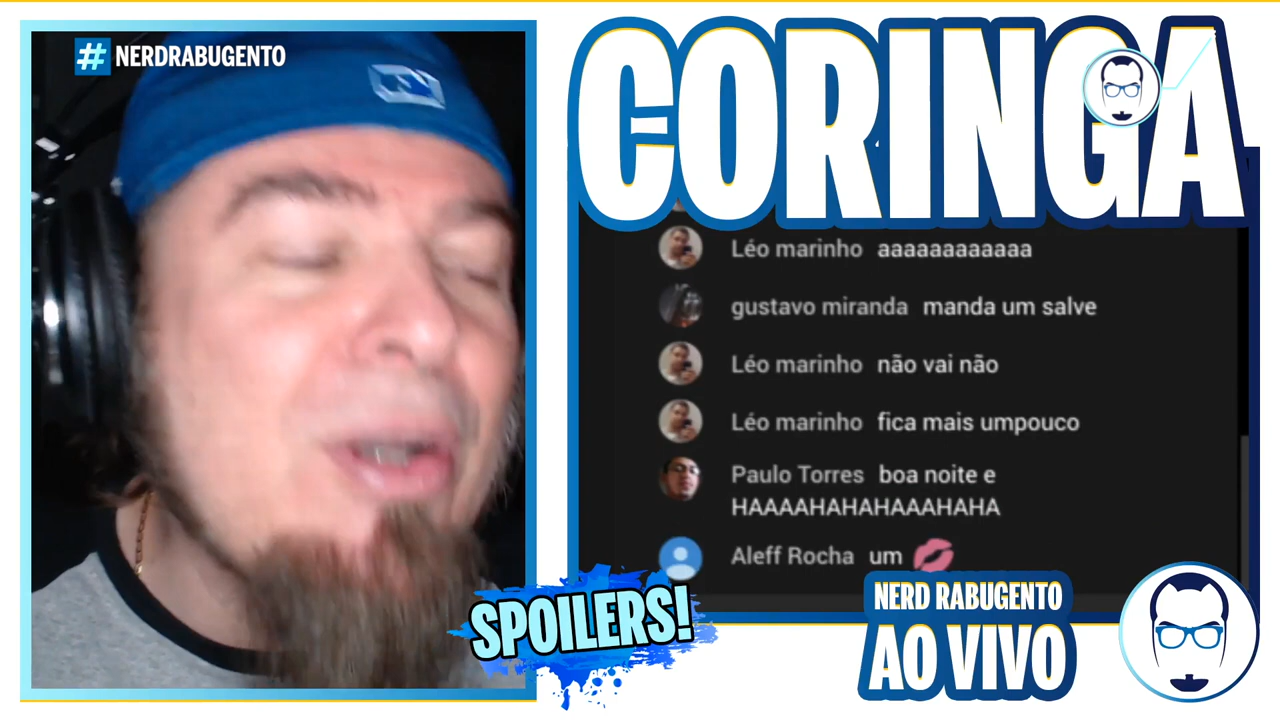 #NERDRABUGENTO
CORINGA
Léo marinho aaaaaaaaaaaa
gustavo miranda manda um salve
Léo marinho não vai não
Léo marinho fica mais umpouco
Paulo Torres boa noite e
HAAAAHAHAHAAAHAHA
Aleff Rocha um
SPOILERS!
NERD RABUGENTO
AO VIVO